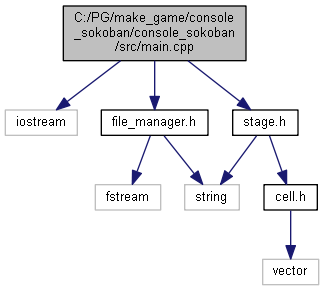 C:/PG/make_game/console
_sokoban/console_sokoban
/src/main.cpp
iostream
file_manager.h
stage.h
fstream
string
cell.h
vector